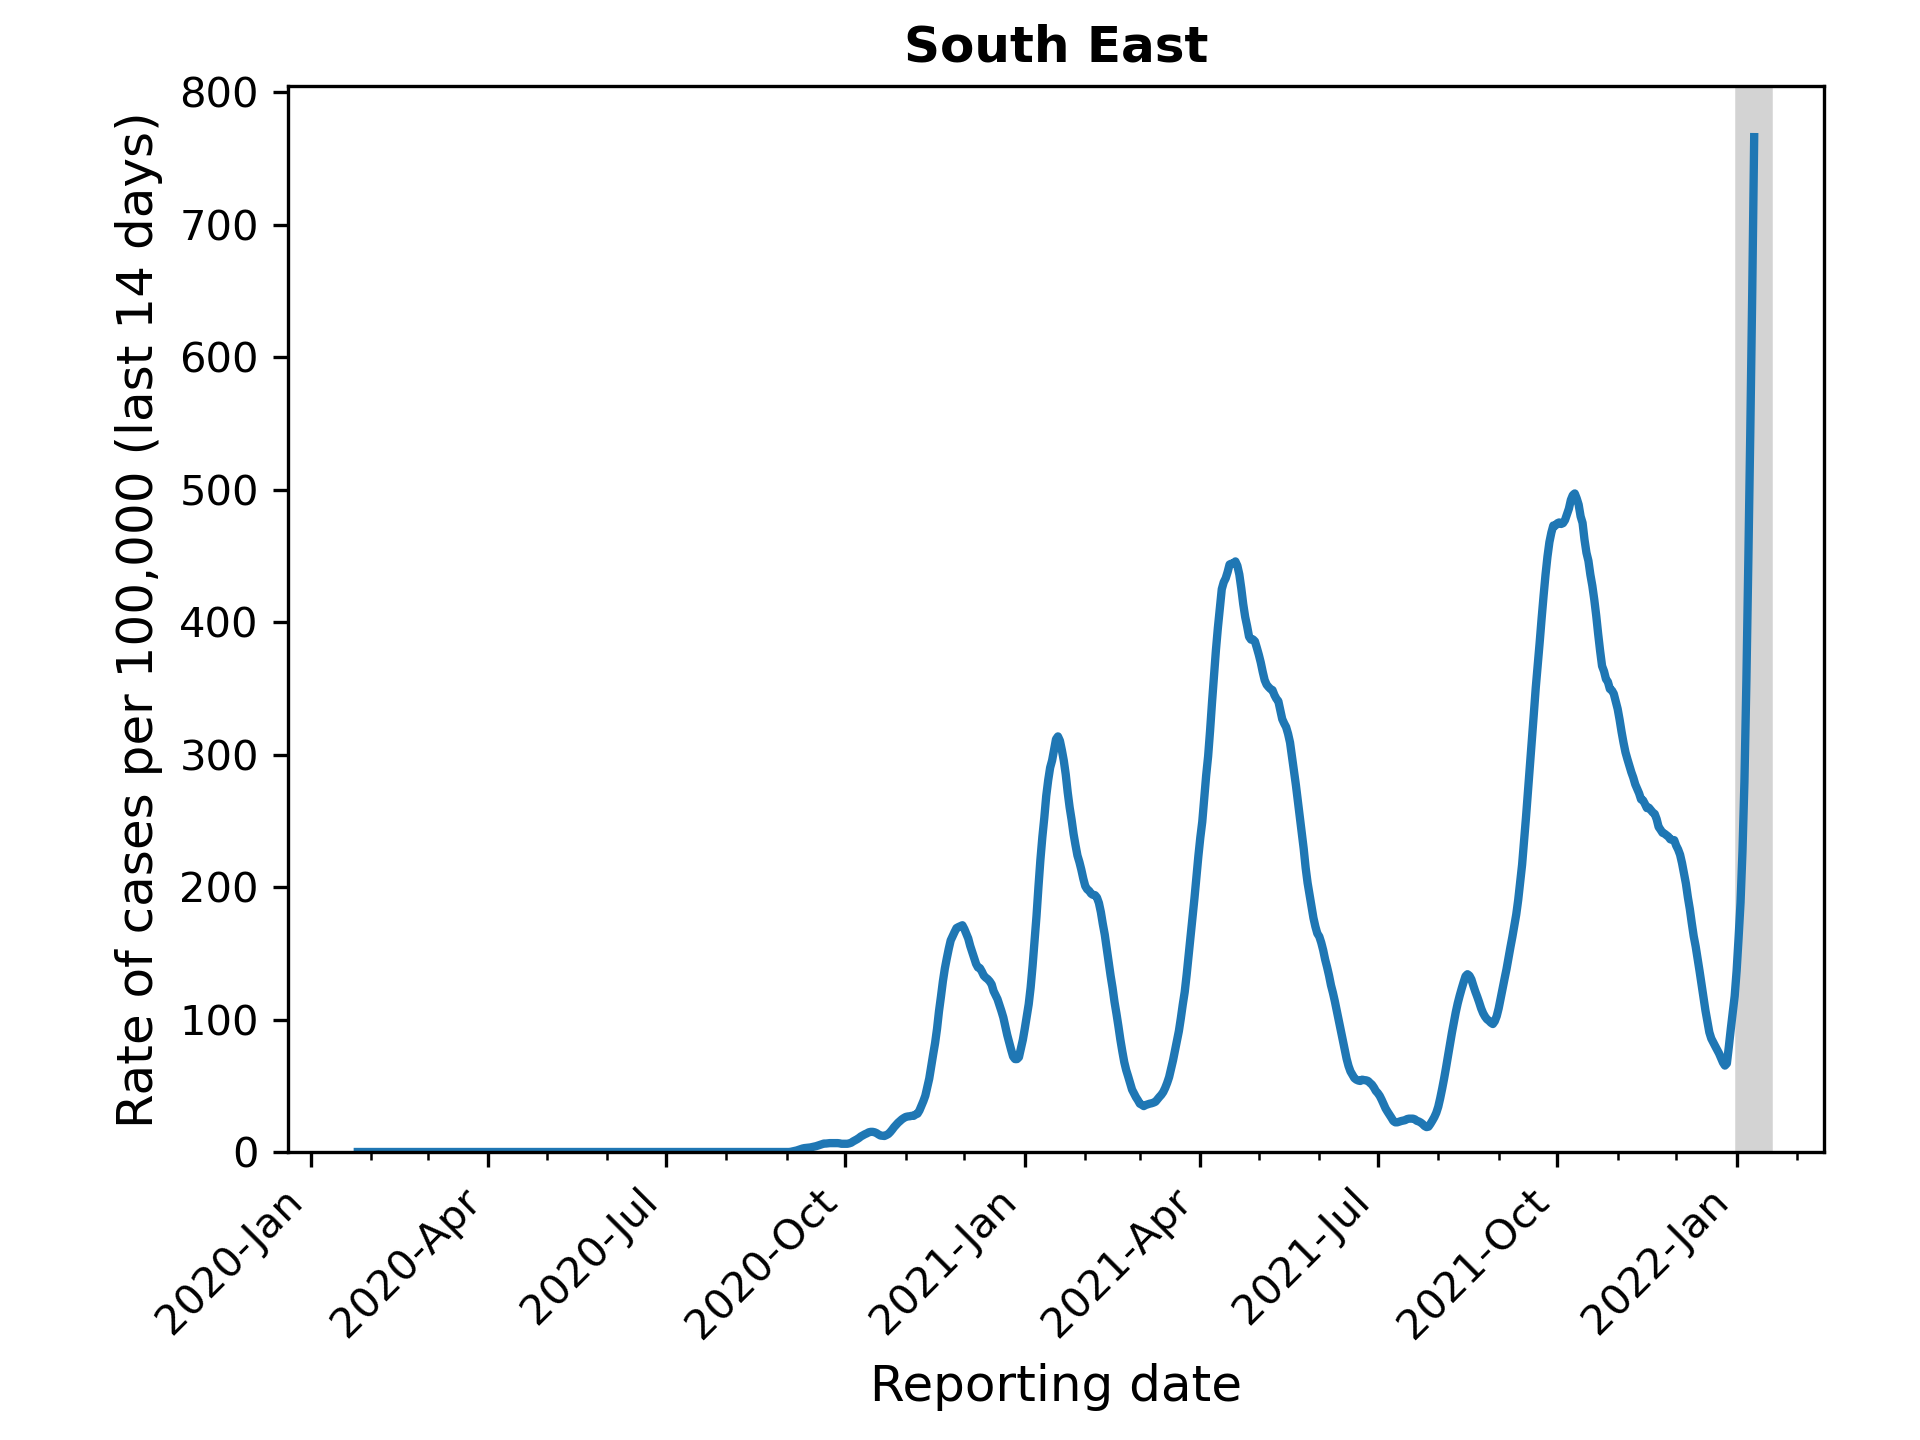 South East
Rate of cases per 100,000 (last 14 days)
800
700
600
500
400
300
200
100
0
2020-Jan
2020-Apr
2020-Jul
2020-Oct
2021-Jan
2021-Apr
2021-Jul
2021-Oct
2022-Jan
Reporting date